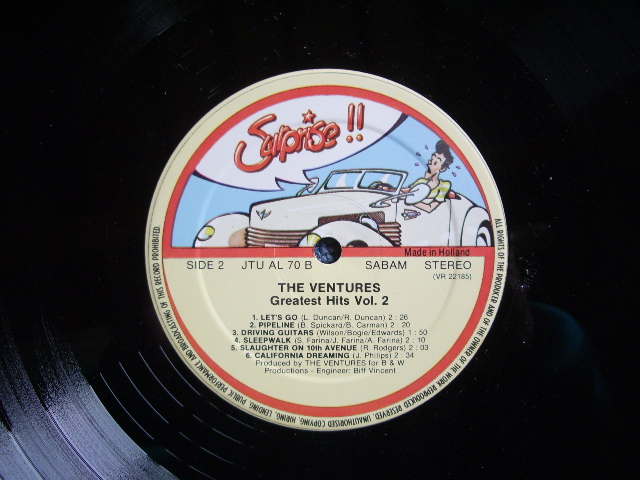 Surprise!!
Made in Holland
SIDE 2 JTU AL 70 B SABAM STEREO
(VR 22185)
THE VENTURES
Greatest Hits Vol. 2
1. LET'S GO (L. Duncan/R. Duncan) 2 : 26
2. PIPELINE (B. Spickard/B. Carman) 2 : 20
3. DRIVING GUITARS (Wilson/Bogle/Edwards) 1 : 50
4. SLEEPWALK (S. Farina/J. Farina/A. Farina) 2 : 10
5. SLAUGHTER ON 10th AVENUE (R. Rodgers) 2 : 03
6. CALIFORNIA DREAMING (J. Philips) 2 : 34
Produced by THE VENTURES for B & W
Productions - Engineer: Biff Vincent
ALL RIGHTS OF THE PRODUCER AND OF THE OWNER OF THE WORK REPRODUCED RESERVED. UNAUTHORISED COPYING, HIRING, LENDING, PUBLIC PERFORMANCE AND BROADCASTING OF THIS RECORD PROHIBITED.